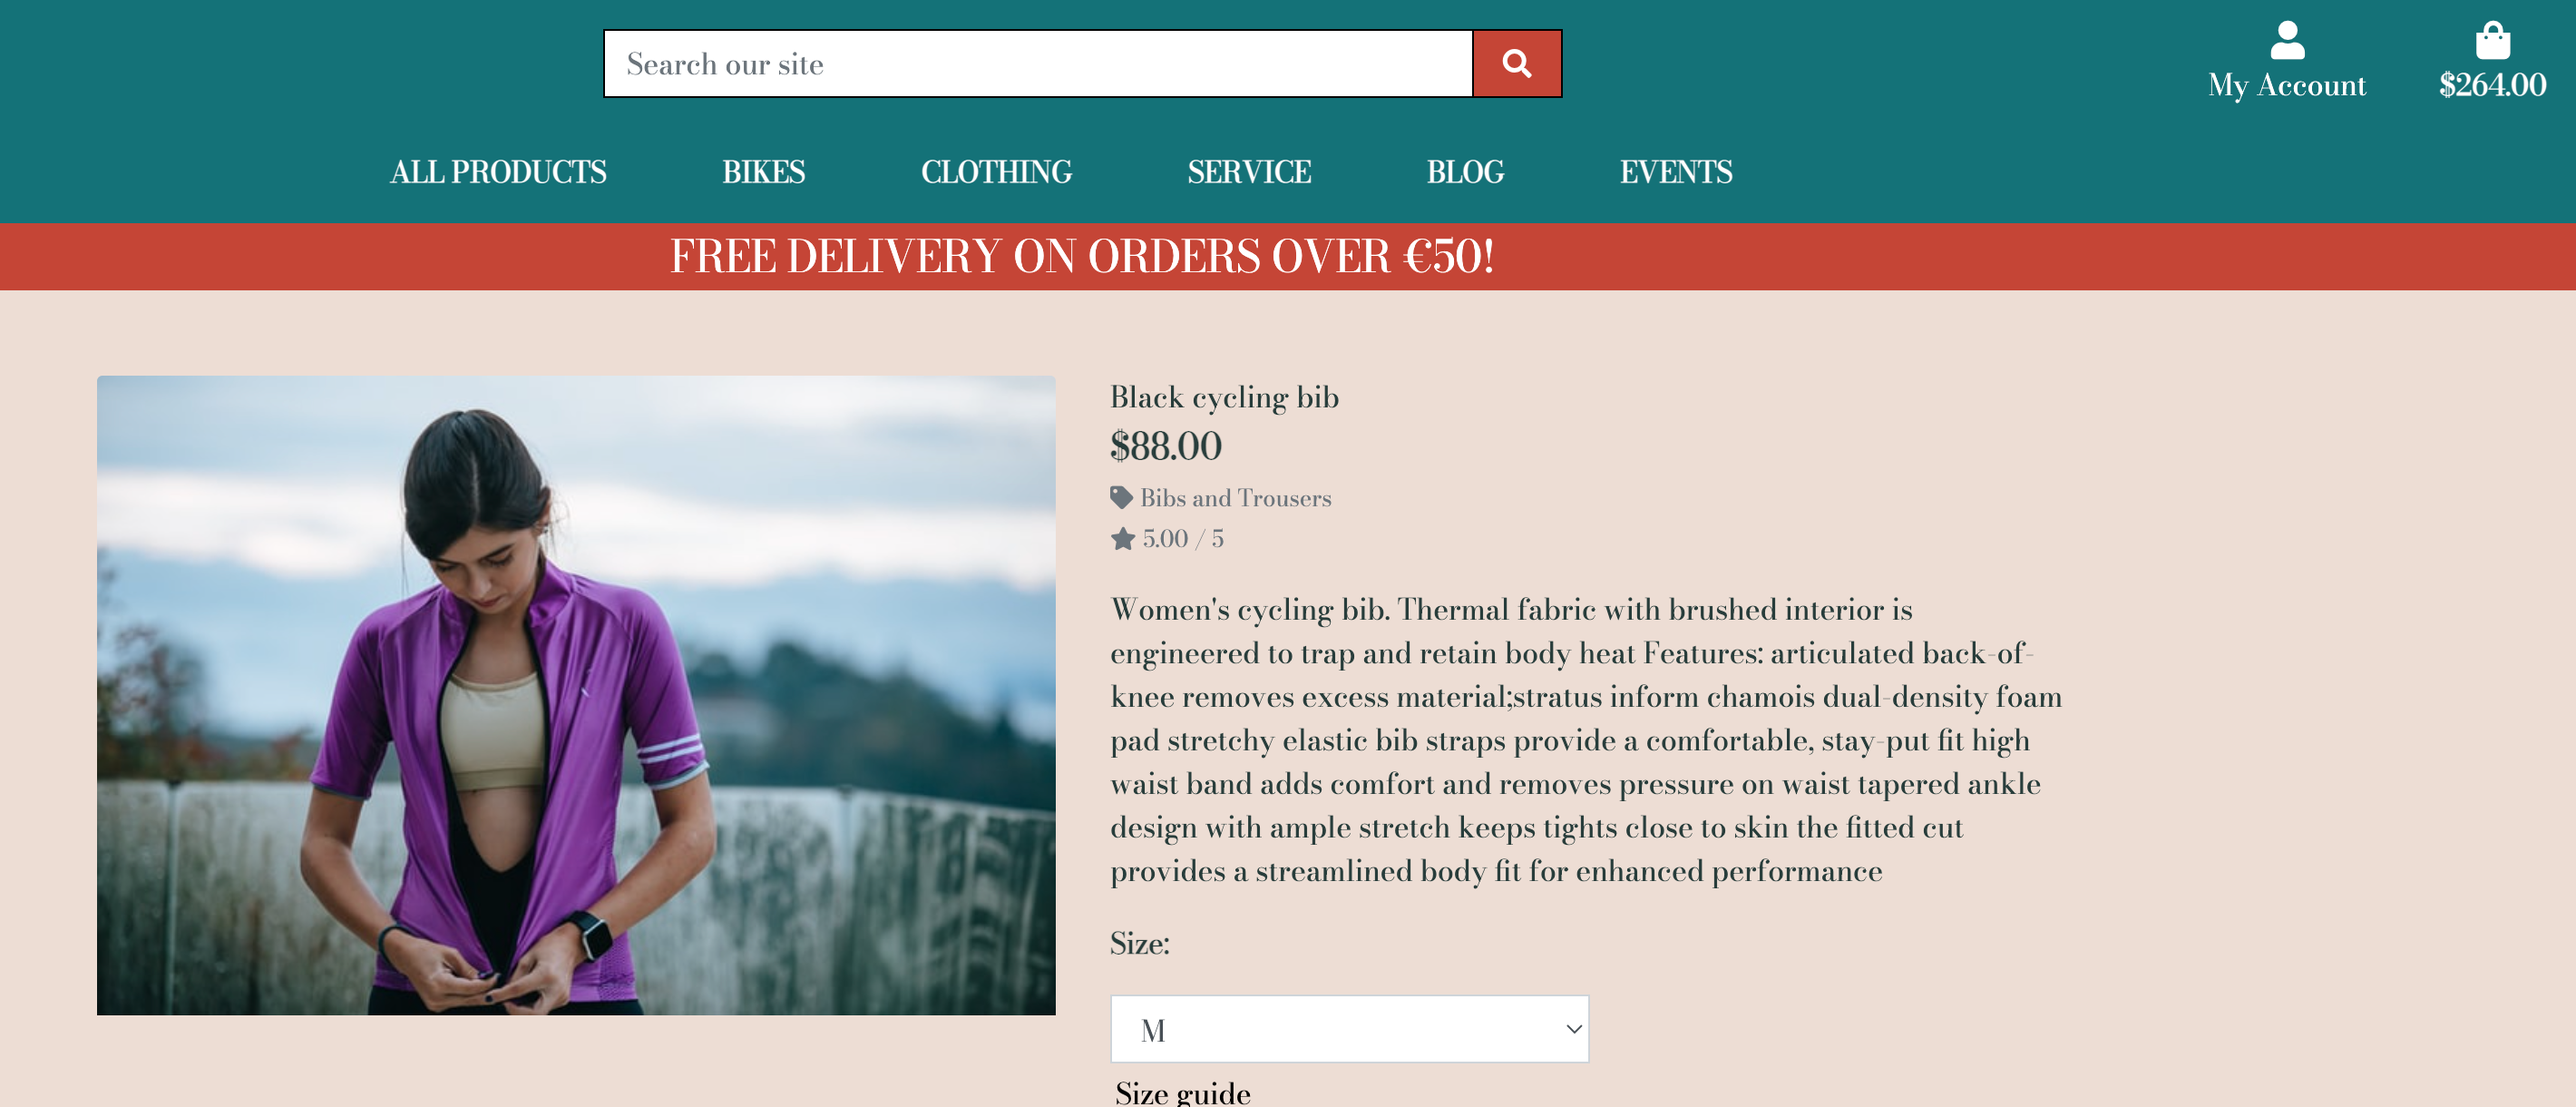 Search our site
My Account
$264.00
ALL PRODUCTS BIKES CLOTHING SERVICE BLOG EVENTS
FREE DELIVERY ON ORDERS OVER €50!
Black cycling bib
$88.00
Bibs and Trousers
5.00 / 5
Women's cycling bib. Thermal fabric with brushed interior is
engineered to trap and retain body heat Features: articulated back-of-
knee removes excess material;stratus inform chamois dual-density foam
pad stretchy elastic bib straps provide a comfortable, stay-put fit high
waist band adds comfort and removes pressure on waist tapered ankle
design with ample stretch keeps tights close to skin the fitted cut
provides a streamlined body fit for enhanced performance
Size:
M
Size guide